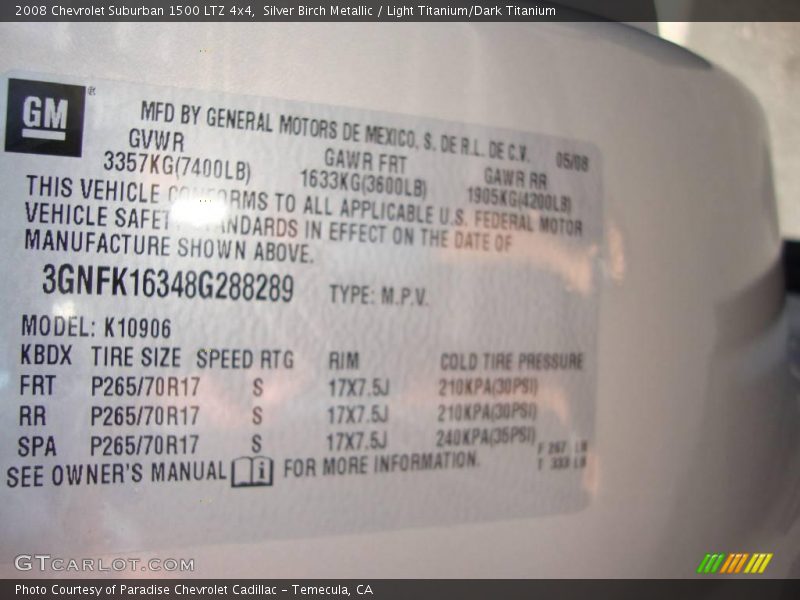 2008 Chevrolet Suburban 1500 LTZ 4x4, Silver Birch Metallic / Light Titanium/Dark Titanium
GM ®
MFD BY GENERAL MOTORS DE MEXICO, S. DE R.L. DE C.V. 05/08
GVWR GAWR FRT GAWR RR
3357KG(7400LB) 1633KG(3600LB) 1905KG(4200LB)
THIS VEHICLE CONFORMS TO ALL APPLICABLE U.S. FEDERAL MOTOR
VEHICLE SAFETY STANDARDS IN EFFECT ON THE DATE OF
MANUFACTURE SHOWN ABOVE.
3GNFK16348G288289 TYPE: M.P.V.
MODEL: K10906
KBDX TIRE SIZE SPEED RTG RIM COLD TIRE PRESSURE
FRT P265/70R17 S 17X7.5J 210KPA(30PSI)
RR P265/70R17 S 17X7.5J 210KPA(30PSI)
SPA P265/70R17 S 17X7.5J 240KPA(35PSI)
F 267 LH
T 333 LH
SEE OWNER'S MANUAL i FOR MORE INFORMATION.
GTCARLOT.COM
Photo Courtesy of Paradise Chevrolet Cadillac – Temecula, CA